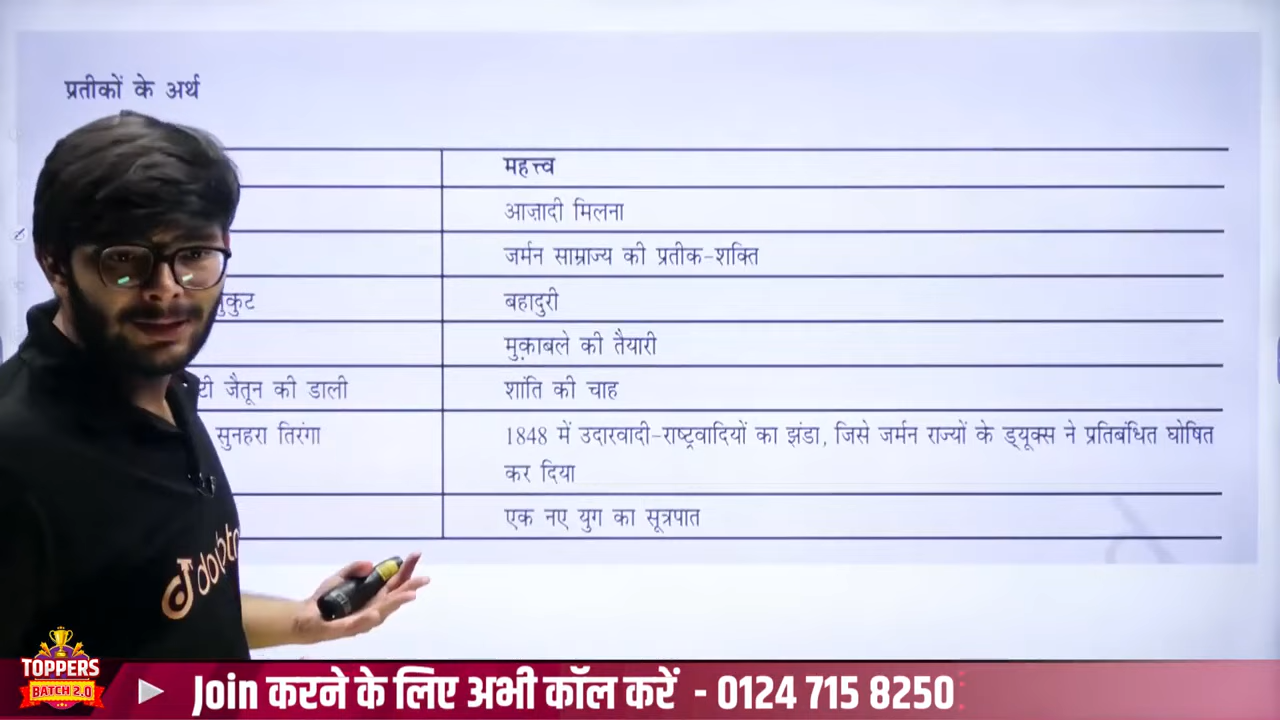 प्रतीकों के अर्थ
महत्त्व
आज़ादी मिलना
जर्मन साम्राज्य की प्रतीक-शक्ति
मुकुट
बहादुरी
मुक़ाबले की तैयारी
जैतून की डाली
शांति की चाह
सुनहरा तिरंगा
1848 में उदारवादी-राष्ट्रवादियों का झंडा, जिसे जर्मन राज्यों के ड्यूक्स ने प्रतिबंधित घोषित
कर दिया
एक नए युग का सूत्रपात
TOPPERS
BATCH 2.0
Join करने के लिए अभी कॉल करें - 0124 715 8250